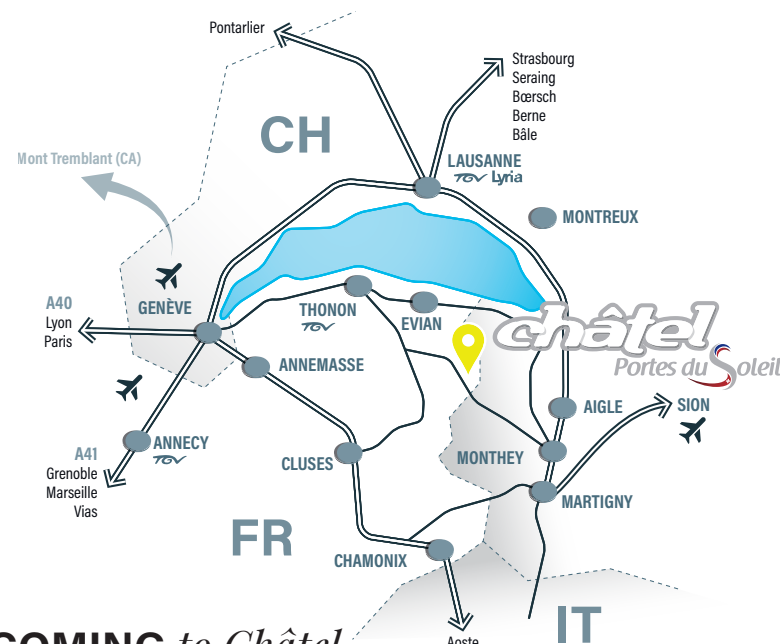 Pontarlier
Strasbourg
Seraing
Bœrsch
Berne
Bâle
CH
Mont Tremblant (CA)
LAUSANNE
TGV Lyria
MONTREUX
A40
Lyon
Paris
GENÈVE
THONON
TGV
EVIAN
châtel
Portes du Soleil
ANNEMASSE
AIGLE
SION
ANNECY
TGV
A41
Grenoble
Marseille
Vias
CLUSES
MONTHEY
MARTIGNY
FR
CHAMONIX
IT
COMING to Châtel
Aoste